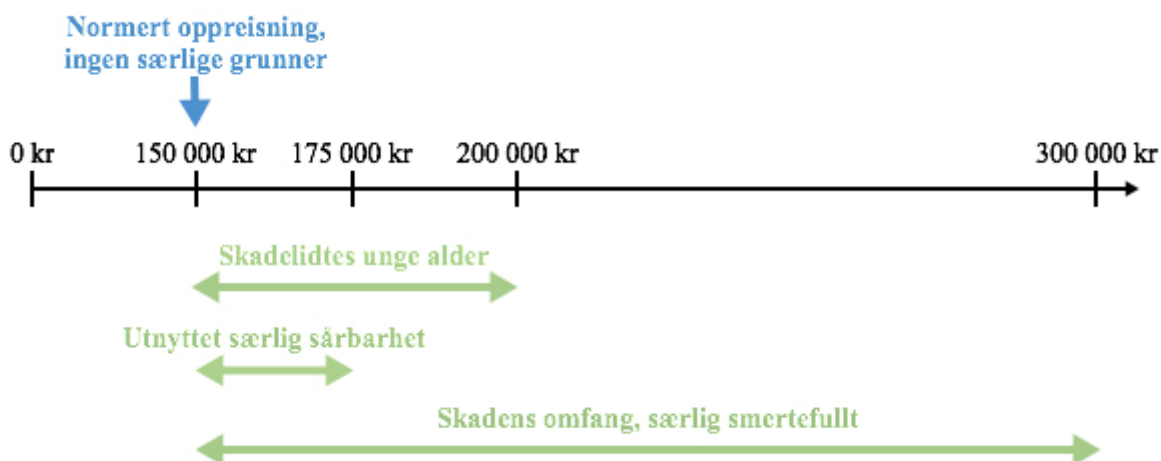 Normert oppreisning,
ingen særlige grunner
0 kr 150 000 kr 175 000 kr 200 000 kr 300 000 kr
Skadelidtes unge alder
Utnyttet særlig sårbarhet
Skadens omfang, særlig smertefullt